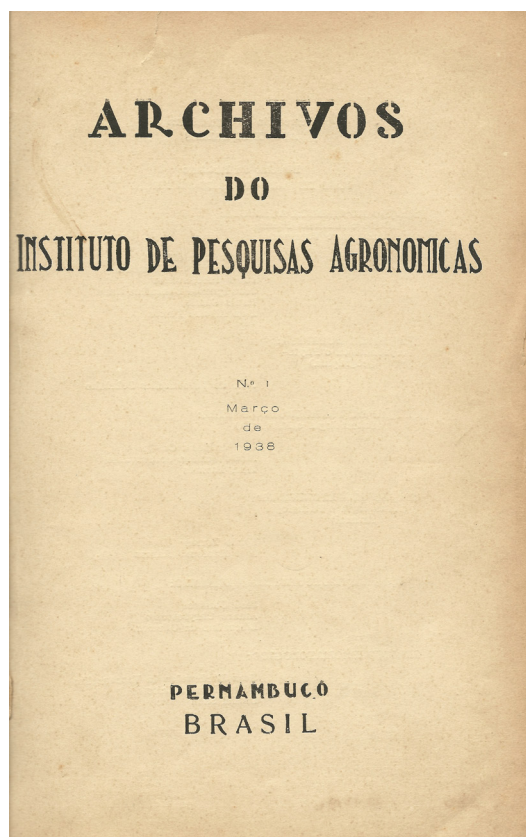 ARCHIVOS
DO
INSTITUTO DE PESQUISAS AGRONOMICAS
N.º 1
Março
de
1938
PERNAMBUCO
BRASIL